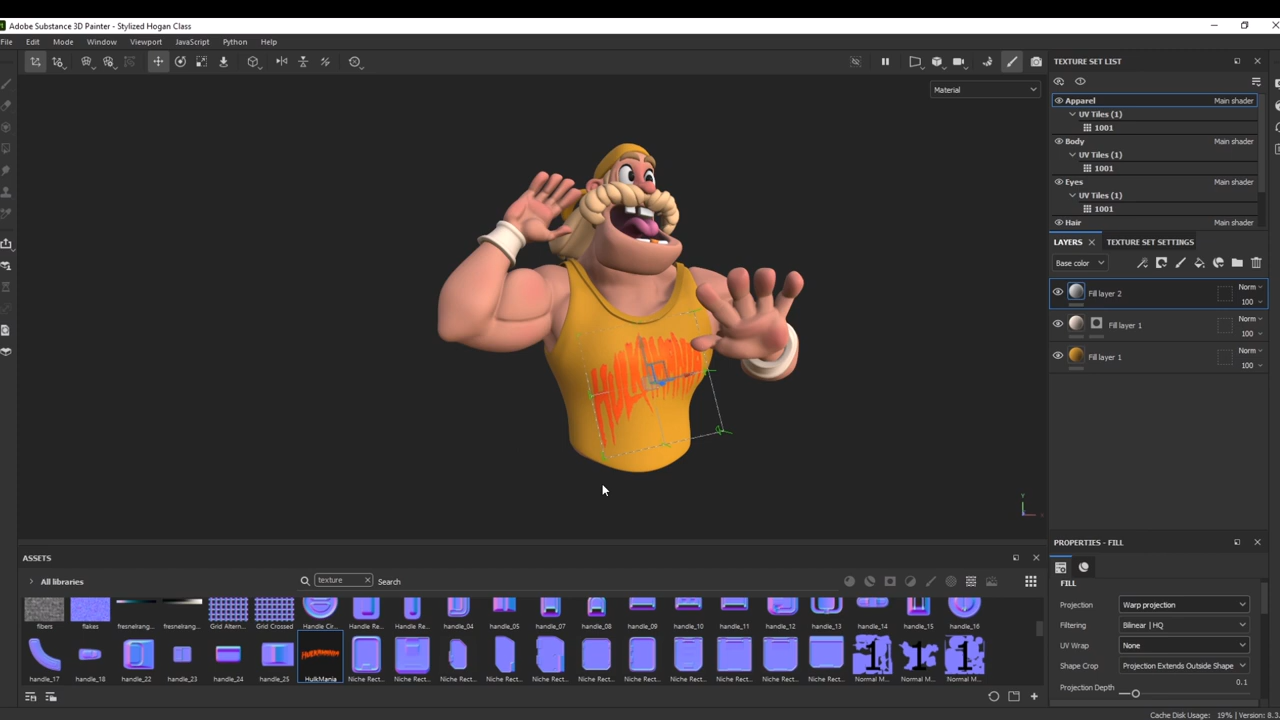 Adobe Substance 3D Painter - Stylized Hogan Class
File Edit Mode Window Viewport JavaScript Python Help
Material
TEXTURE SET LIST
Apparel Main shader
UV Tiles (1)
1001
Body Main shader
UV Tiles (1)
1001
Eyes Main shader
UV Tiles (1)
1001
Hair Main shader
LAYERS TEXTURE SET SETTINGS
Base color
Fill layer 2 Norm
100
Fill layer 1 Norm
100
Fill layer 1 Norm
100
PROPERTIES - FILL
FILL
Projection Warp projection
Filtering Bilinear | HQ
UV Wrap None
Shape Crop Projection Extends Outside Shape
Projection Depth 0.1
ASSETS
All libraries texture Search
fibers flakes fresnelrang... fresnelrang... Grid Altern... Grid Crossed Handle Cir... Handle Re... Handle Re... handle_04 handle_05 handle_07 handle_08 handle_09 handle_10 handle_11 handle_12 handle_13 handle_14 handle_15 handle_16
handle_17 handle_18 handle_22 handle_23 handle_24 handle_25 HulkMania Niche Rect... Niche Rect... Niche Rect... Niche Rect... Niche Rect... Niche Rect... Niche Rect... Niche Rect... Niche Rect... Niche Rect... Niche Rect... Normal M... Normal M... Normal M...
Cache Disk Usage: 19% | Version: 8.3